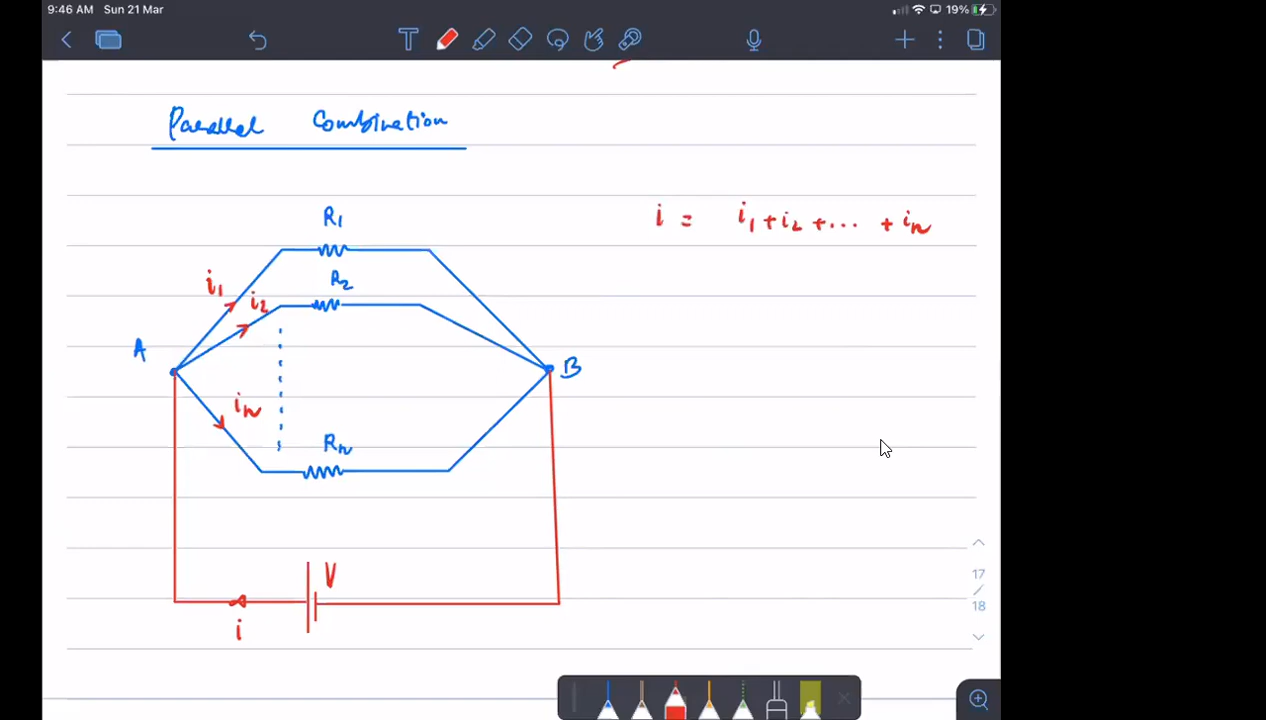 9:46 AM Sun 21 Mar
19%
T
Parallel Combination
R1
i = i1 + i2 + ... + in
i1
R2
i2
A
B
in
Rn
17
/
18
V
i